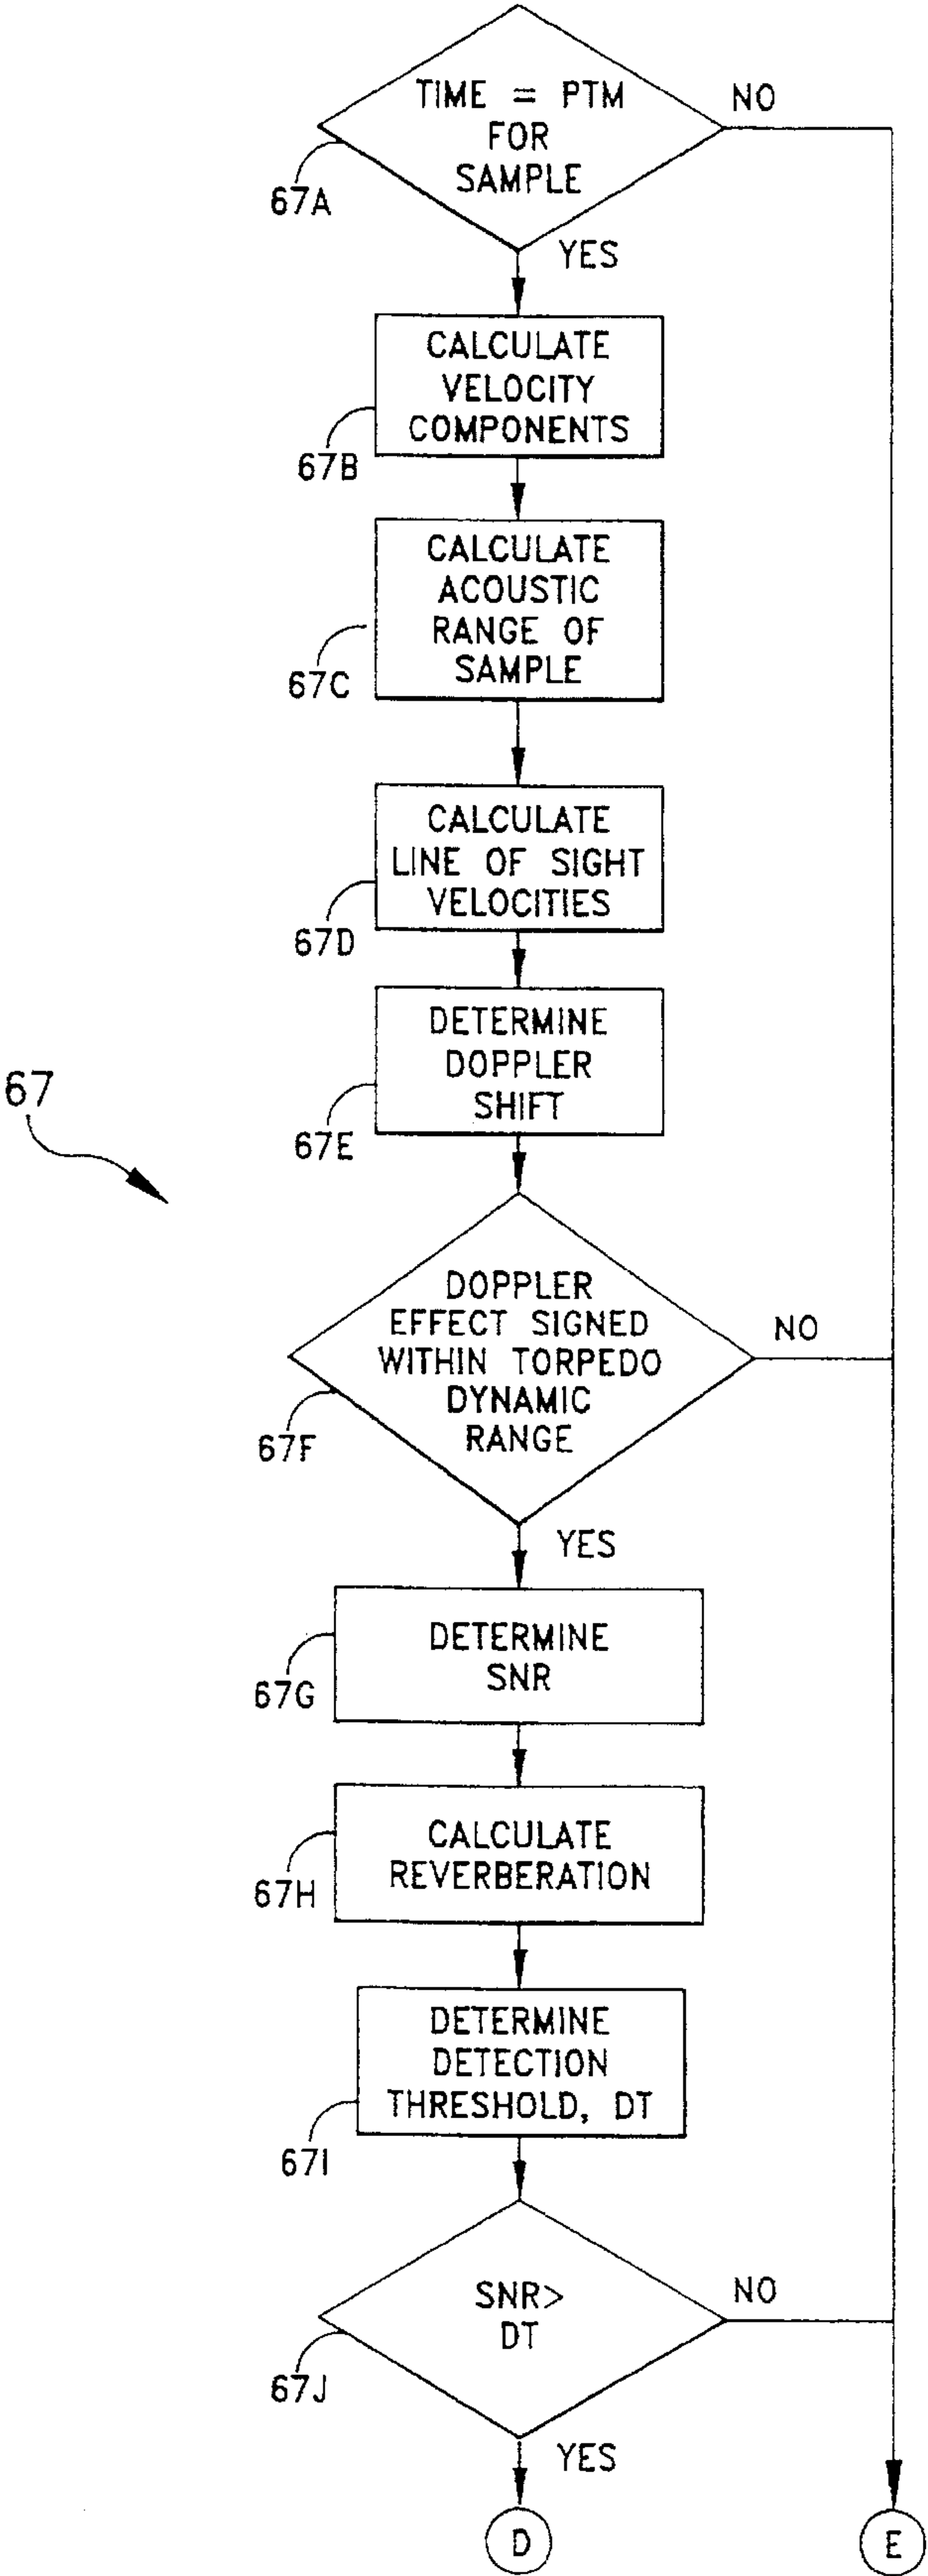 TIME = PTM
FOR
SAMPLE
NO
67A
YES
CALCULATE
VELOCITY
COMPONENTS
67B
CALCULATE
ACOUSTIC
RANGE OF
SAMPLE
67C
CALCULATE
LINE OF SIGHT
VELOCITIES
67D
DETERMINE
DOPPLER
SHIFT
67E
67
DOPPLER
EFFECT SIGNED
WITHIN TORPEDO
DYNAMIC
RANGE
NO
67F
YES
DETERMINE
SNR
67G
CALCULATE
REVERBERATION
67H
DETERMINE
DETECTION
THRESHOLD, DT
67I
SNR>
DT
NO
67J
YES
D
E